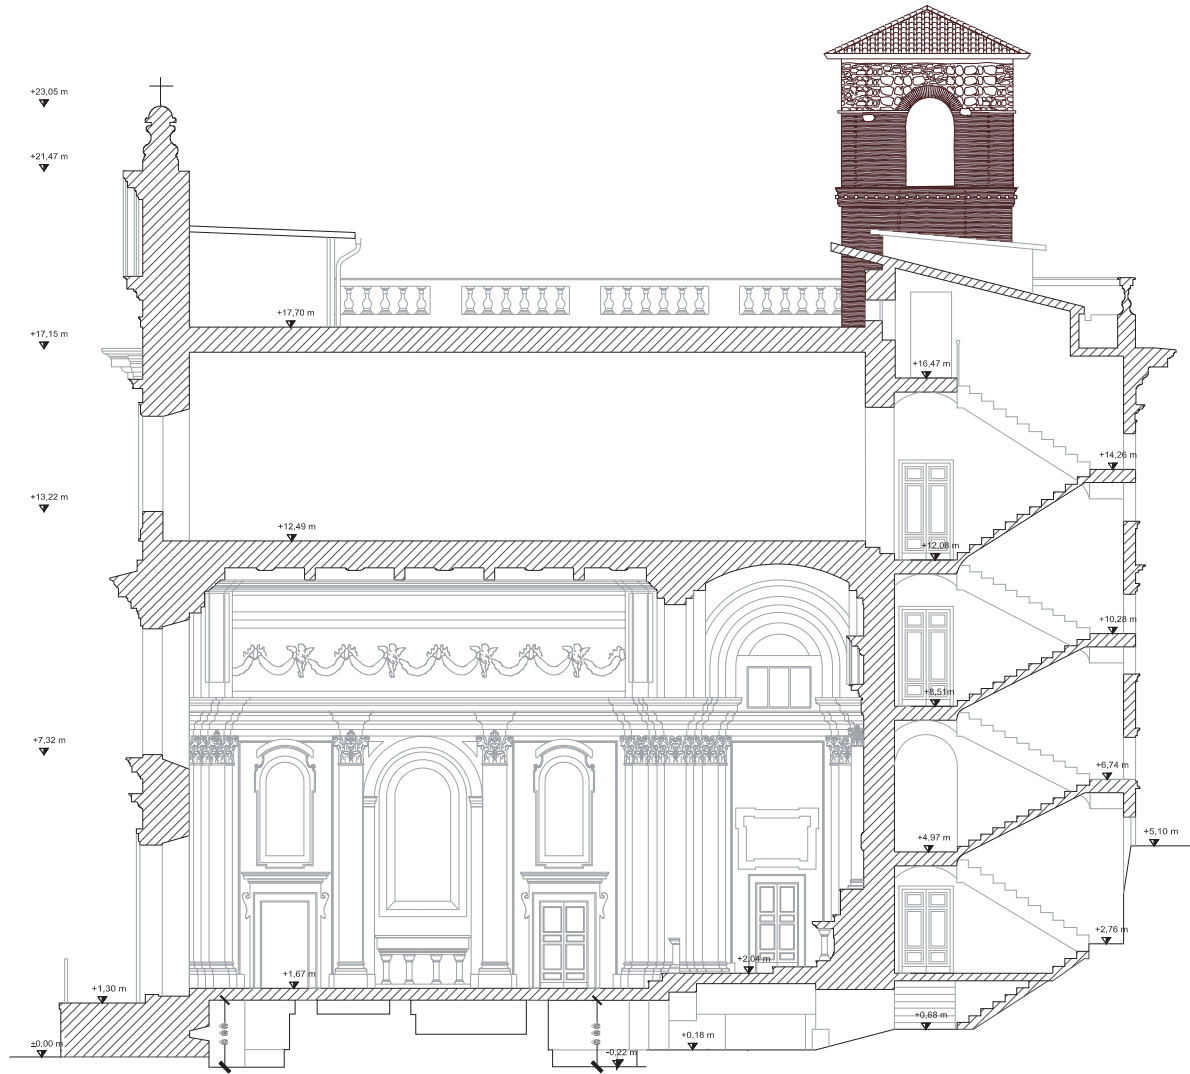 +23,05 m
+21,47 m
+17,70 m
+17,15 m
+16,47 m
+14,26 m
+13,22 m
+12,49 m
+12,08 m
+10,28 m
+8,51m
+7,32 m
+6,74 m
+5,10 m
+4,97 m
+2,76 m
+2,04 m
+1,67 m
+1,30 m
+0,68 m
+0,18 m
±0,00 m
-0,22 m